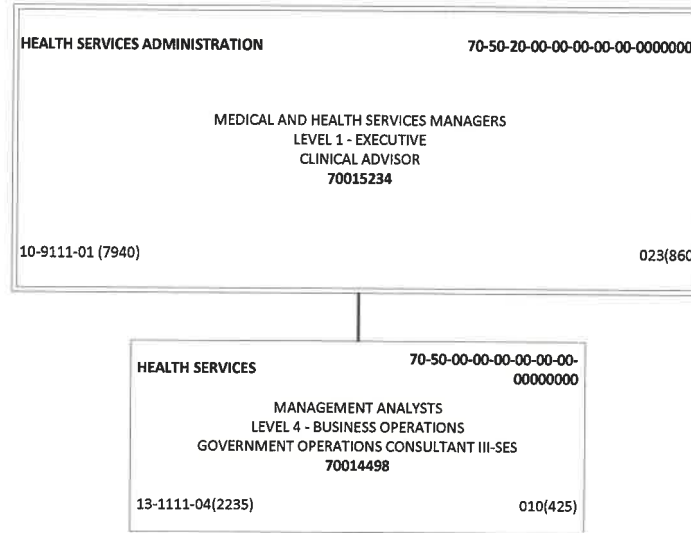 HEALTH SERVICES ADMINISTRATION 70-50-20-00-00-00-00-00-0000000
MEDICAL AND HEALTH SERVICES MANAGERS
LEVEL 1 - EXECUTIVE
CLINICAL ADVISOR
70015234
10-9111-01 (7940) 023(860
HEALTH SERVICES 70-50-00-00-00-00-00-00-
00000000
MANAGEMENT ANALYSTS
LEVEL 4 - BUSINESS OPERATIONS
GOVERNMENT OPERATIONS CONSULTANT III-SES
70014498
13-1111-04(2235) 010(425)